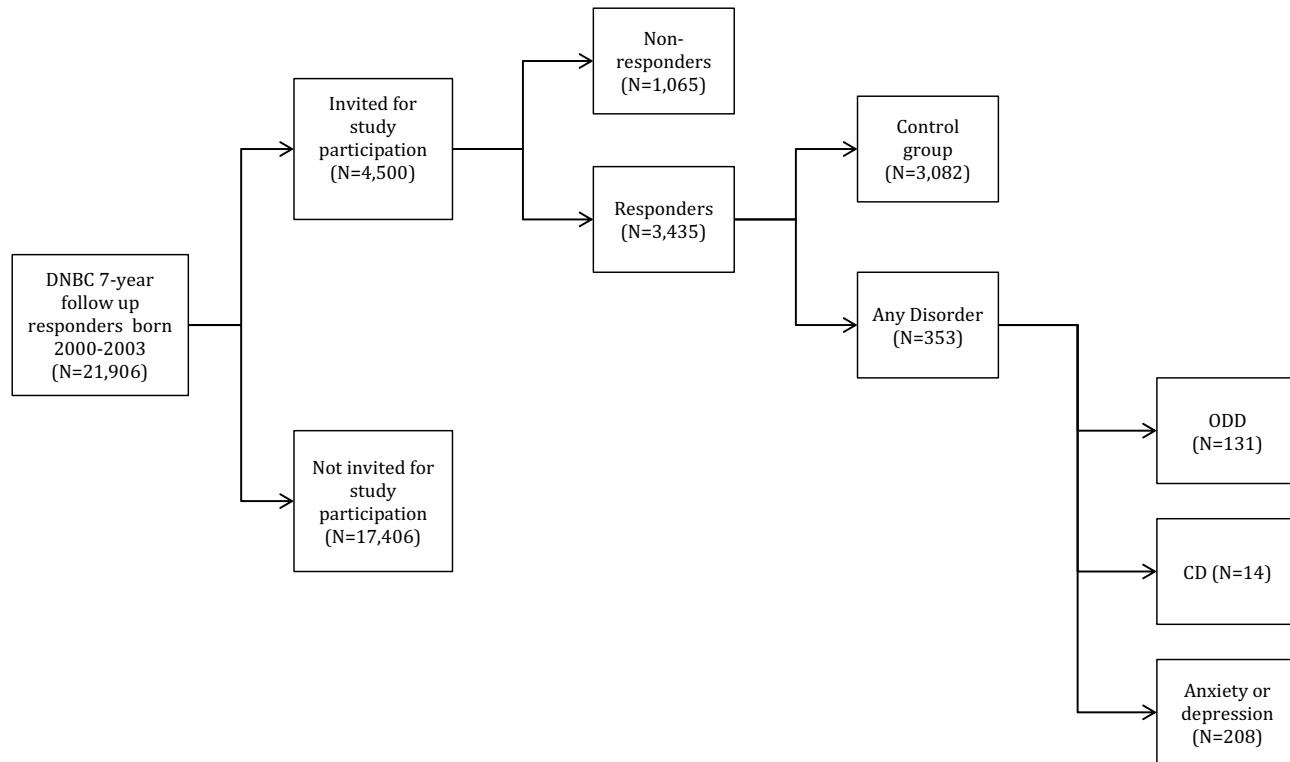 DNBC 7-year
follow up
responders born
2000-2003
(N=21,906)
Invited for
study
participation
(N=4,500)
Not invited for
study
participation
(N=17,406)
Non-
responders
(N=1,065)
Responders
(N=3,435)
Control
group
(N=3,082)
Any Disorder
(N=353)
ODD
(N=131)
CD (N=14)
Anxiety or
depression
(N=208)